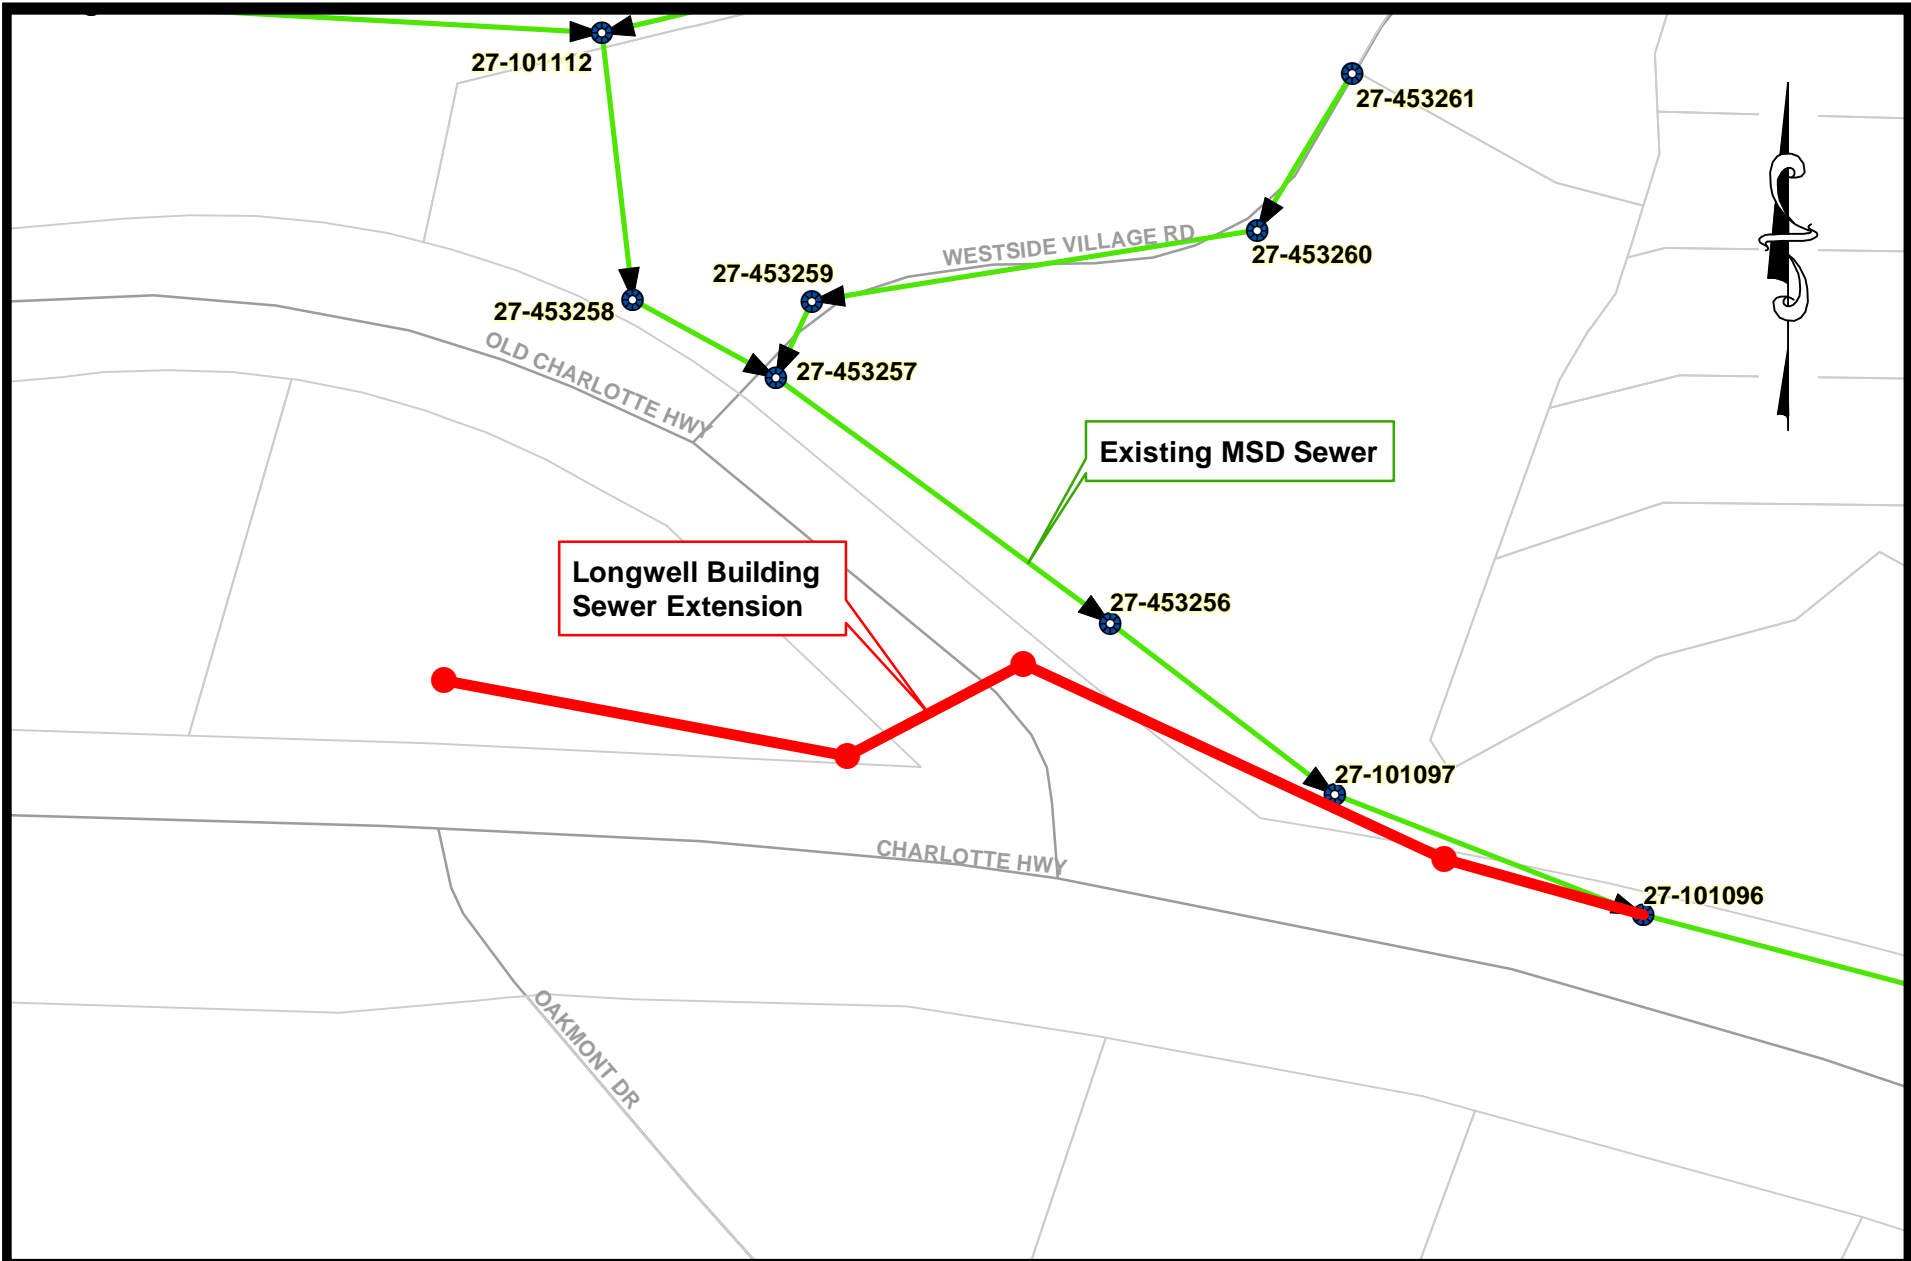 27-101112
27-453261
WESTSIDE VILLAGE RD
27-453260
27-453259
27-453258
OLD CHARLOTTE HWY
27-453257
Existing MSD Sewer
Longwell Building
Sewer Extension
27-453256
27-101097
CHARLOTTE HWY
27-101096
OAKMONT DR